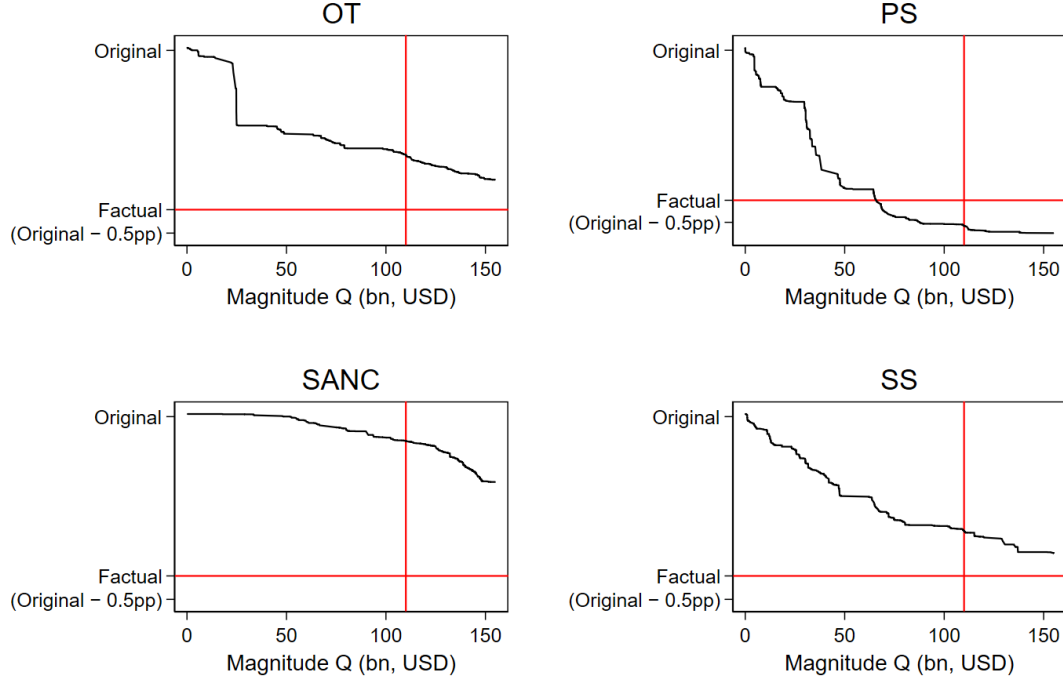 OT
Original
Factual
(Original − 0.5pp)
0 50 100 150
Magnitude Q (bn, USD)
PS
Original
Factual
(Original − 0.5pp)
0 50 100 150
Magnitude Q (bn, USD)
SANC
Original
Factual
(Original − 0.5pp)
0 50 100 150
Magnitude Q (bn, USD)
SS
Original
Factual
(Original − 0.5pp)
0 50 100 150
Magnitude Q (bn, USD)